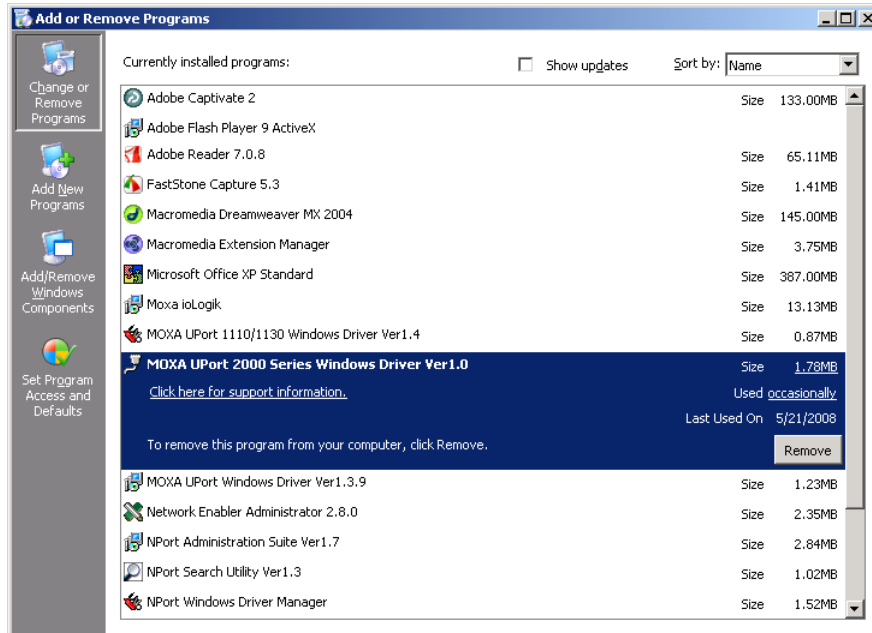 Add or Remove Programs
Change or
Remove
Programs
Add New
Programs
Add/Remove
Windows
Components
Set Program
Access and
Defaults
Currently installed programs:
Show updates
Sort by: Name
Adobe Captivate 2 Size 133.00MB
Adobe Flash Player 9 ActiveX
Adobe Reader 7.0.8 Size 65.11MB
FastStone Capture 5.3 Size 1.41MB
Macromedia Dreamweaver MX 2004 Size 145.00MB
Macromedia Extension Manager Size 3.75MB
Microsoft Office XP Standard Size 387.00MB
Moxa ioLogik Size 13.13MB
MOXA UPort 1110/1130 Windows Driver Ver1.4 Size 0.87MB
MOXA UPort 2000 Series Windows Driver Ver1.0 Size 1.78MB
Click here for support information. Used occasionally
Last Used On 5/21/2008
To remove this program from your computer, click Remove. Remove
MOXA UPort Windows Driver Ver1.3.9 Size 1.23MB
Network Enabler Administrator 2.8.0 Size 2.35MB
NPort Administration Suite Ver1.7 Size 2.84MB
NPort Search Utility Ver1.3 Size 1.02MB
NPort Windows Driver Manager Size 1.52MB